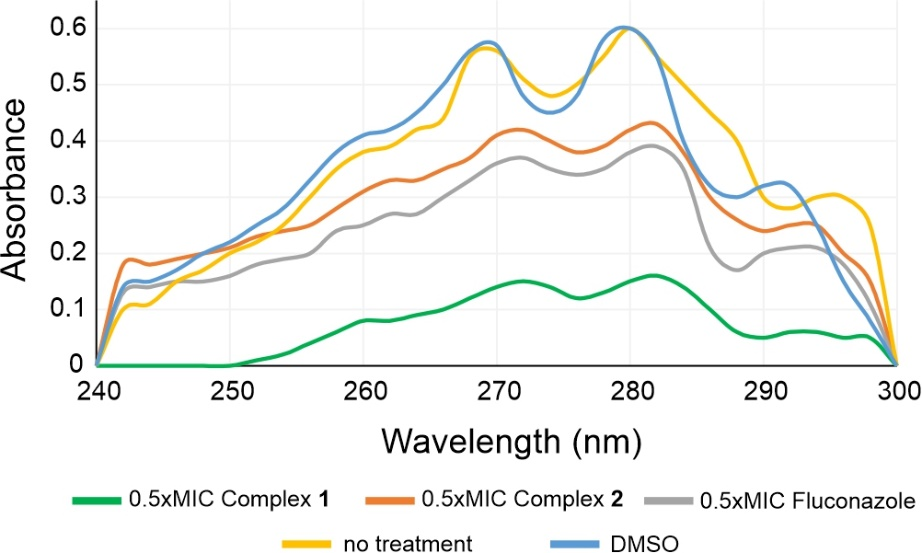 Absorbance
0.6
0.5
0.4
0.3
0.2
0.1
0
240 250 260 270 280 290 300
Wavelength (nm)
0.5xMIC Complex 1 0.5xMIC Complex 2 0.5xMIC Fluconazole
no treatment DMSO